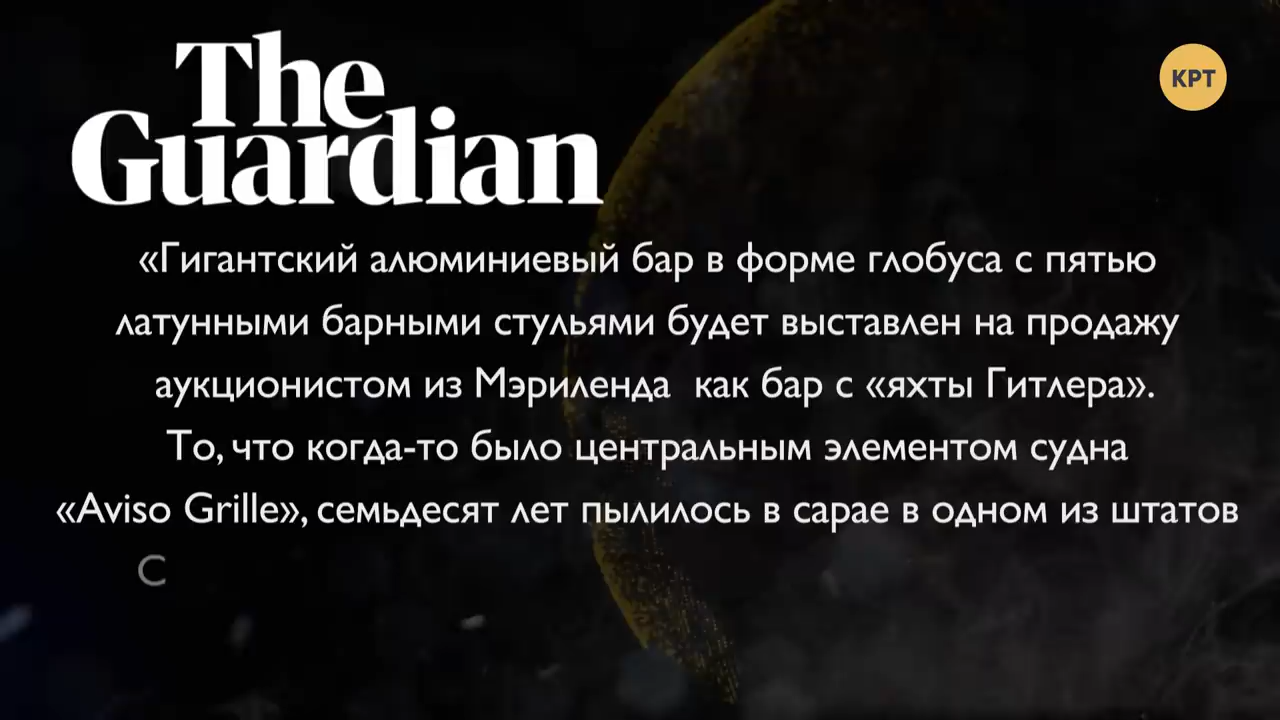 The
Guardian
КРТ
«Гигантский алюминиевый бар в форме глобуса с пятью
латунными барными стульями будет выставлен на продажу
аукционистом из Мэриленда как бар с «яхты Гитлера».
То, что когда-то было центральным элементом судна
«Aviso Grille», семьдесят лет пылилось в сарае в одном из штатов
С